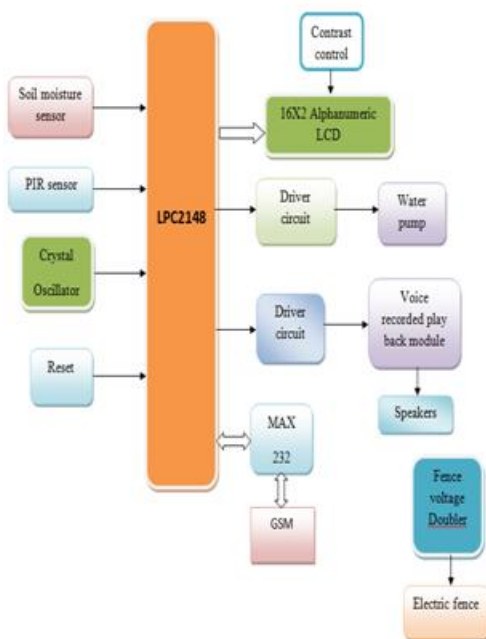 Contrast
control
Soil moisture
sensor
16X2 Alphanumeric
LCD
PIR sensor
LPC2148
Driver
circuit
Water
pump
Crystal
Oscillator
Driver
circuit
Voice
recorded play
back module
Reset
Speakers
MAX
232
GSM
Fence
voltage
Doubler
Electric fence